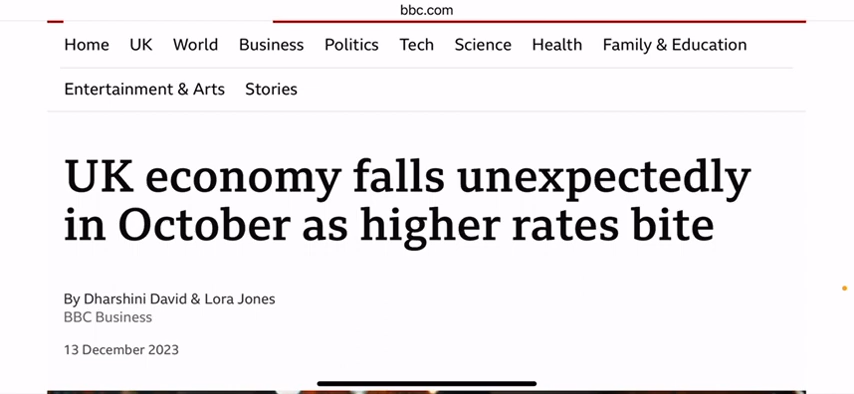 bbc.com
Home UK World Business Politics Tech Science Health Family & Education
Entertainment & Arts Stories
UK economy falls unexpectedly
in October as higher rates bite
By Dharshini David & Lora Jones
BBC Business
13 December 2023